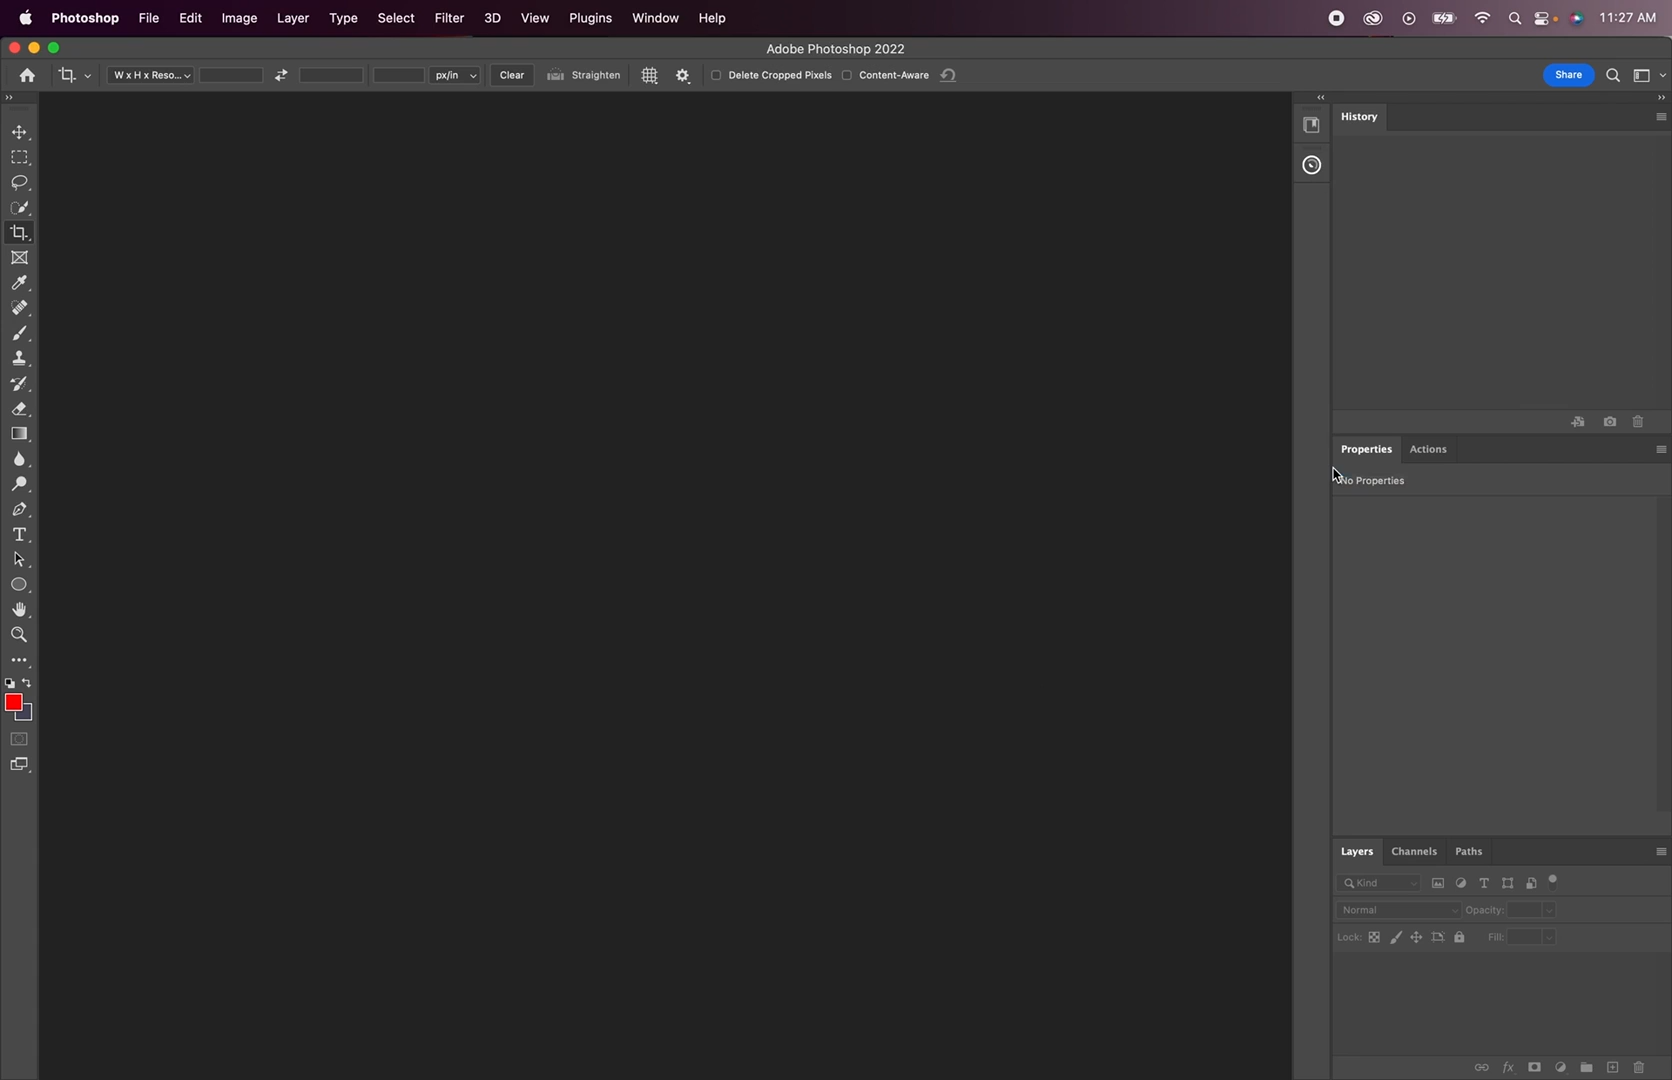 Photoshop File Edit Image Layer Type Select Filter 3D View Plugins Window Help 11:27 AM
Adobe Photoshop 2022
W x H x Reso... px/in Clear Straighten Delete Cropped Pixels Content-Aware Share
History
Properties Actions
No Properties
Layers Channels Paths
Kind
Normal Opacity:
Lock: Fill:
fx